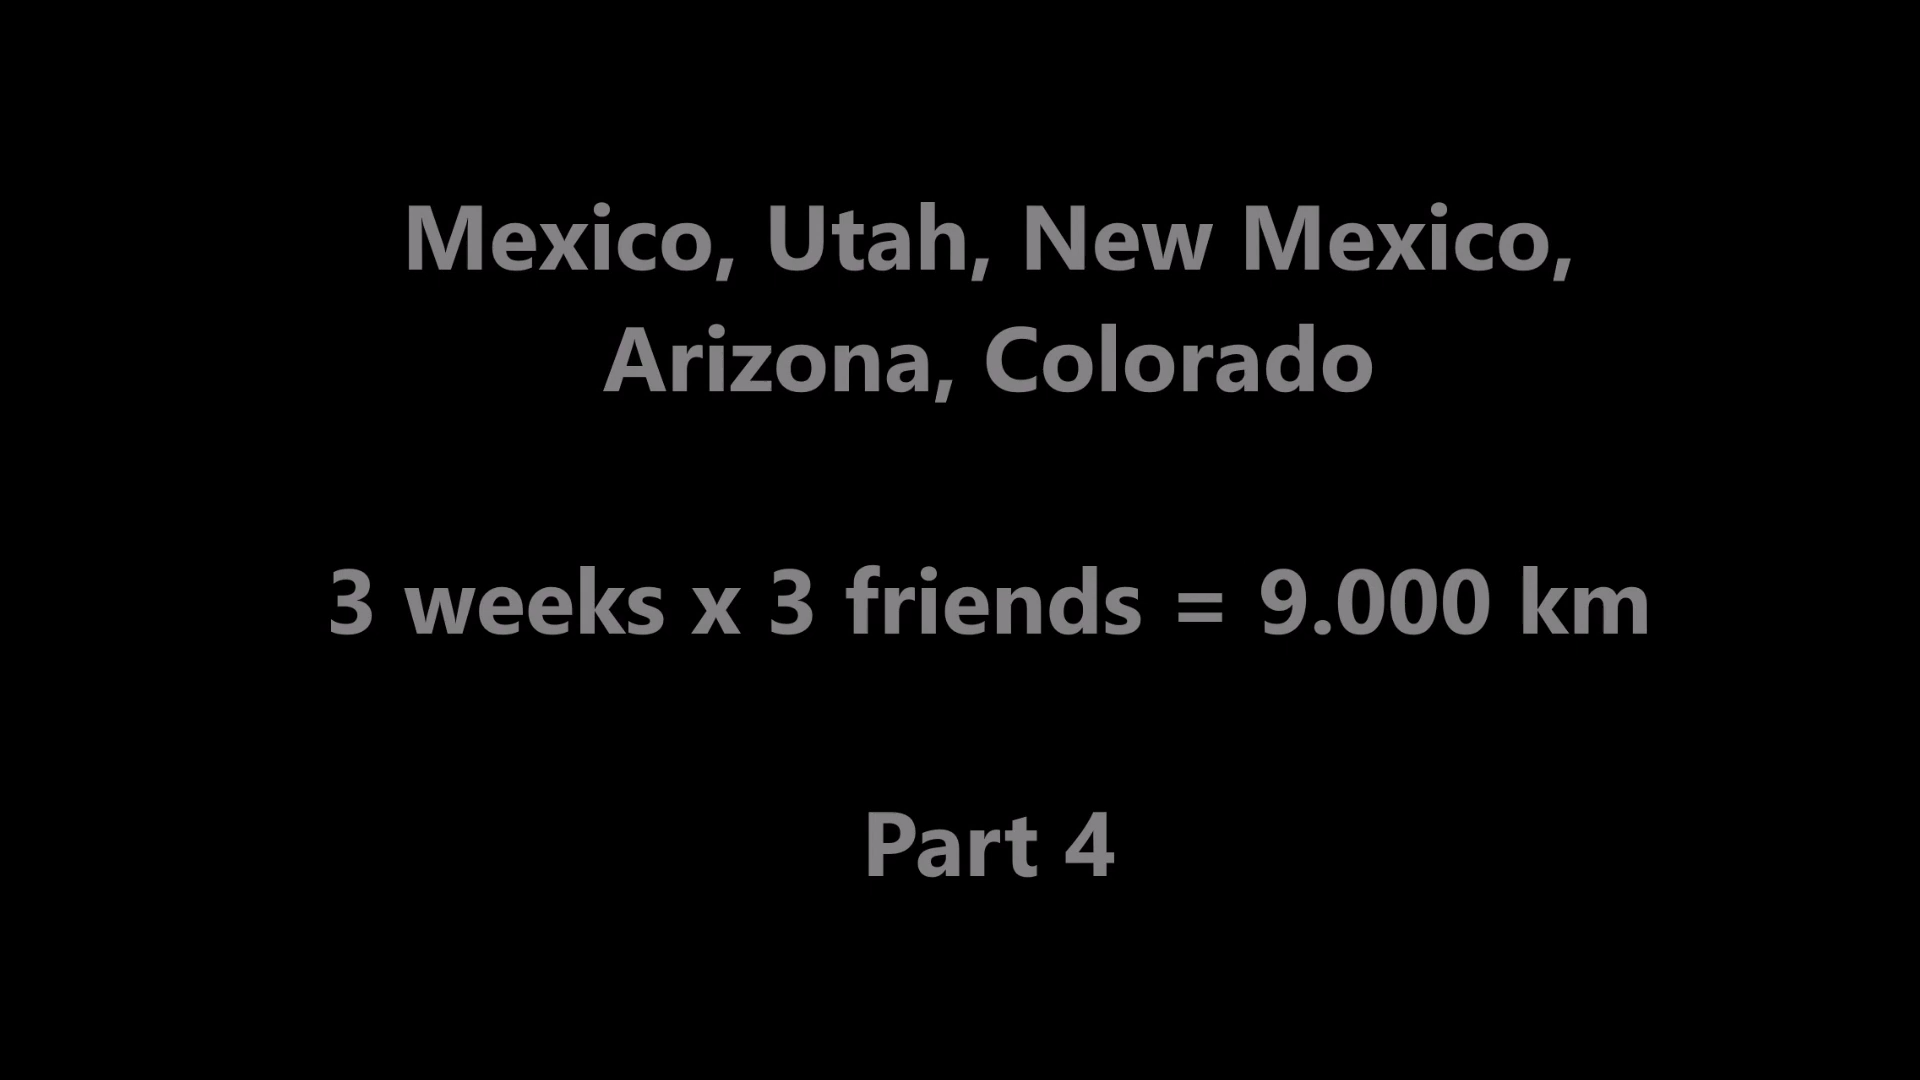 Mexico, Utah, New Mexico,
Arizona, Colorado
3 weeks x 3 friends = 9.000 km
Part 4